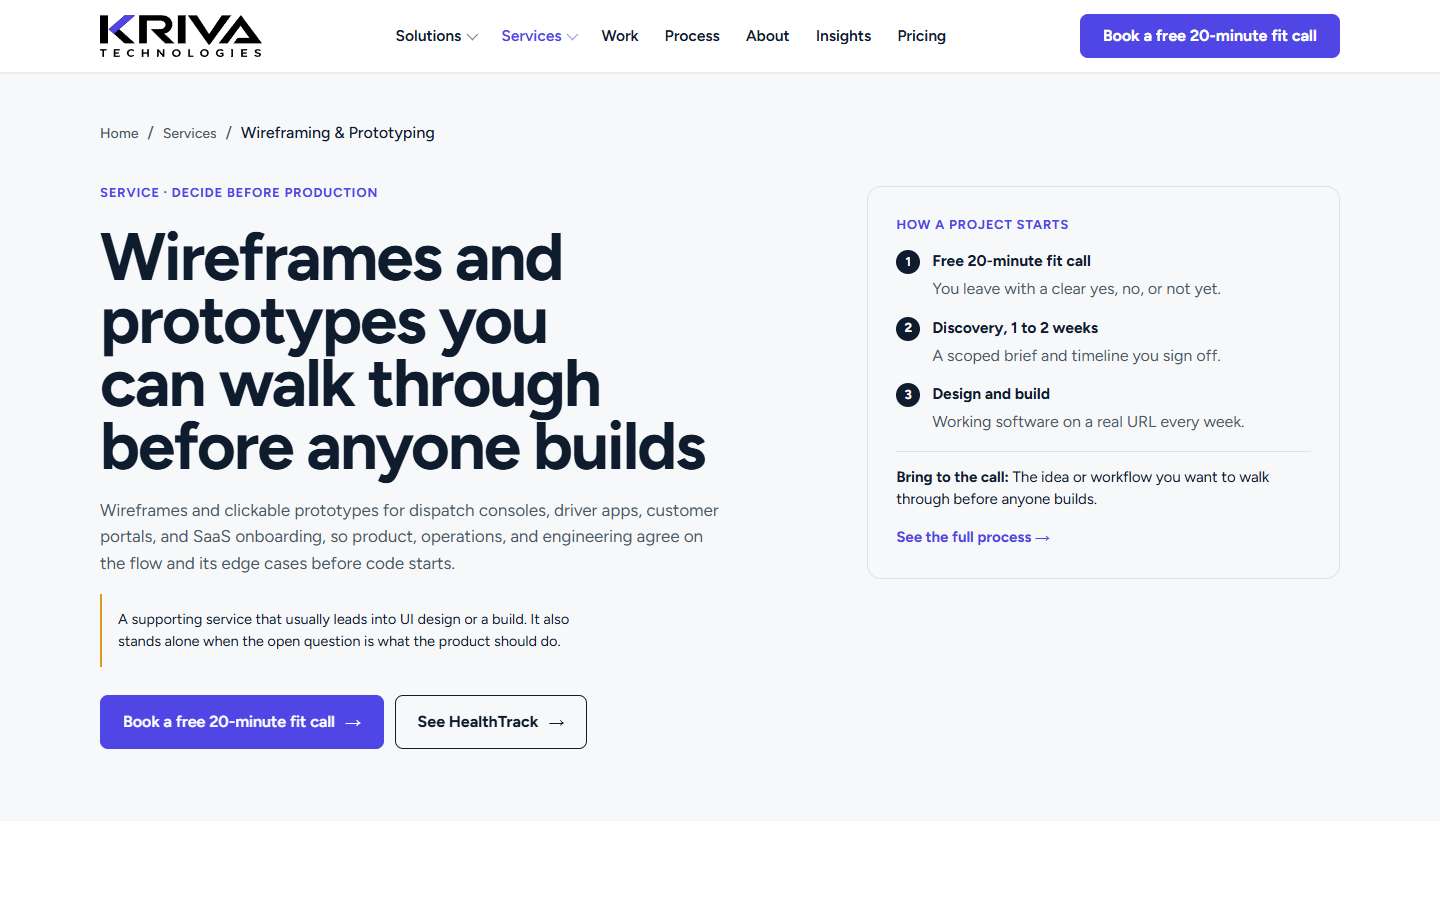 KRIVA
TECHNOLOGIES
Solutions
Services
Work
Process
About
Insights
Pricing
Book a free 20-minute fit call
Home / Services / Wireframing & Prototyping
SERVICE · DECIDE BEFORE PRODUCTION
Wireframes and
prototypes you
can walk through
before anyone builds
Wireframes and clickable prototypes for dispatch consoles, driver apps, customer
portals, and SaaS onboarding, so product, operations, and engineering agree on
the flow and its edge cases before code starts.
A supporting service that usually leads into UI design or a build. It also
stands alone when the open question is what the product should do.
Book a free 20-minute fit call →
See HealthTrack →
HOW A PROJECT STARTS
1 Free 20-minute fit call
You leave with a clear yes, no, or not yet.
2 Discovery, 1 to 2 weeks
A scoped brief and timeline you sign off.
3 Design and build
Working software on a real URL every week.
Bring to the call: The idea or workflow you want to walk
through before anyone builds.
See the full process →